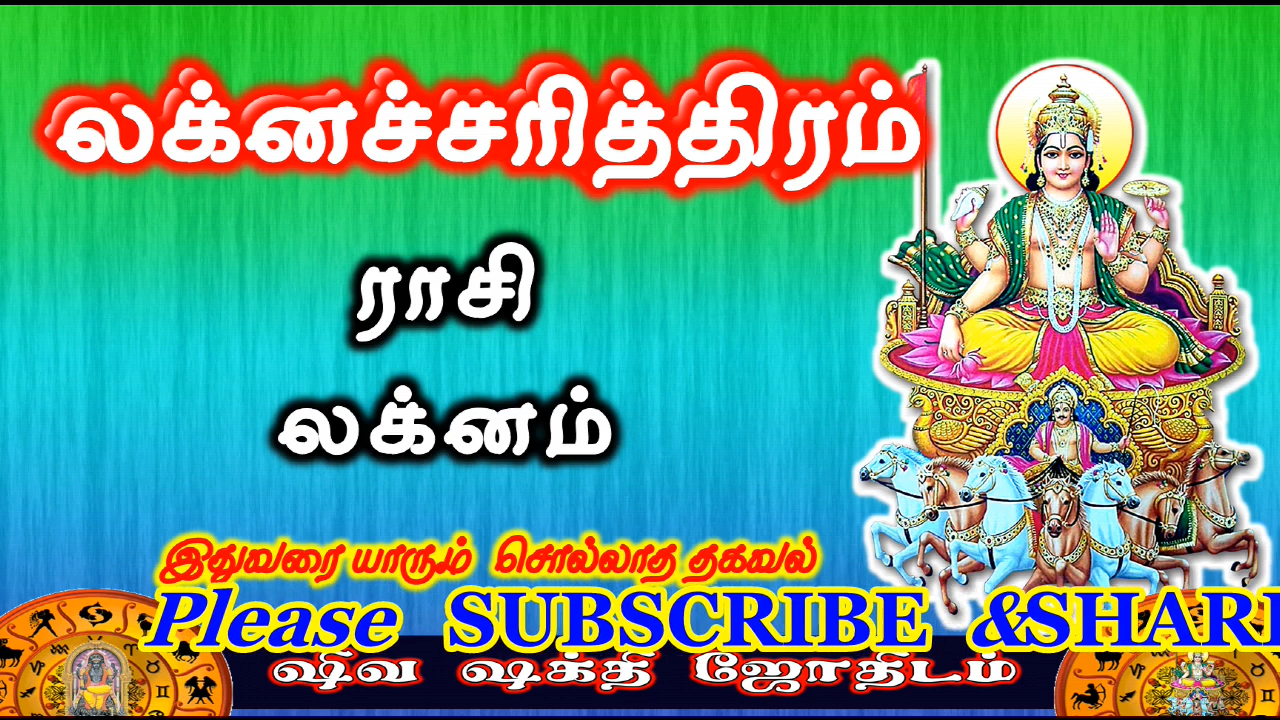 லக்னச்சரித்திரம்
ராசி
லக்னம்
இதுவரை யாரும் சொல்லாத தகவல்
Please SUBSCRIBE &SHARE
ஷிவ ஷக்தி ஜோதிடம்